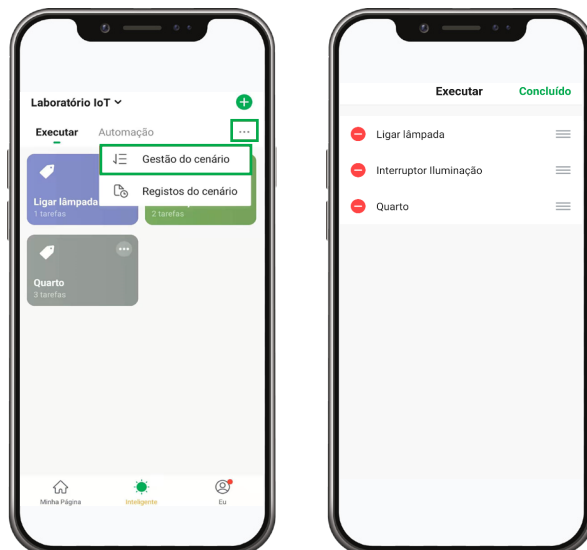 Laboratório IoT
Executar Automação ...
Gestão do cenário
Registos do cenário
Ligar lâmpada
1 tarefas
2 tarefas
Quarto
3 tarefas
Minha Página
Inteligente
Eu
Executar
Concluído
Ligar lâmpada
Interruptor Iluminação
Quarto